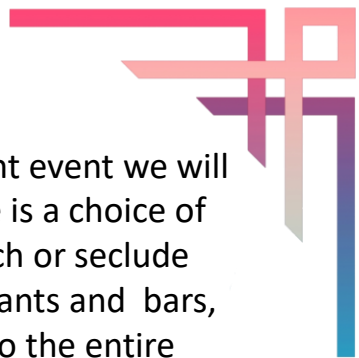 nt event we will
is a choice of
ch or seclude
ants and bars,
o the entire